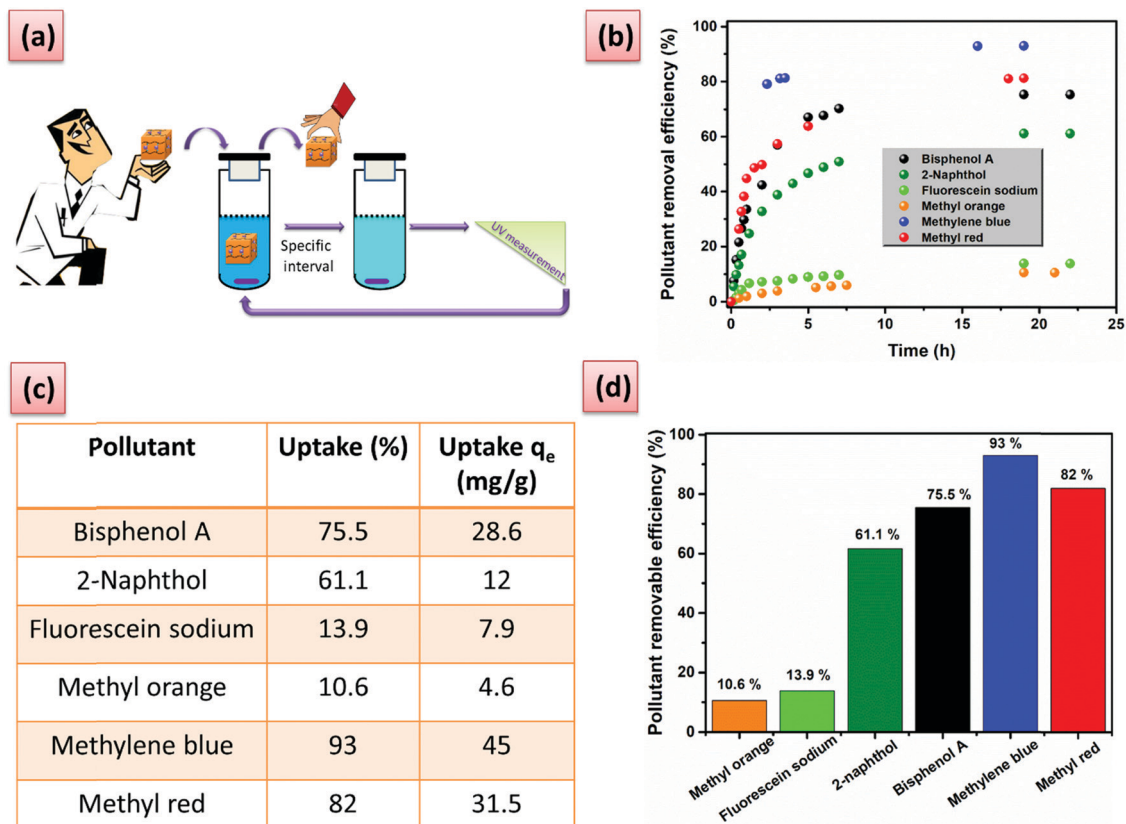 (a)
Specific
interval
UV measurement
(b)
Pollutant removal efficiency (%)
100
80
60
40
20
0
Bisphenol A
2-Naphthol
Fluorescein sodium
Methyl orange
Methylene blue
Methyl red
0 5 10 15 20 25
Time (h)
(c)
Pollutant Uptake (%) Uptake qe
(mg/g)
Bisphenol A 75.5 28.6
2-Naphthol 61.1 12
Fluorescein sodium 13.9 7.9
Methyl orange 10.6 4.6
Methylene blue 93 45
Methyl red 82 31.5
(d)
Pollutant removable efficiency (%)
100
80
60
40
20
0
10.6 %
13.9 %
61.1 %
75.5 %
93 %
82 %
Methyl orange
Fluorescein sodium
2-naphthol
Bisphenol A
Methylene blue
Methyl red